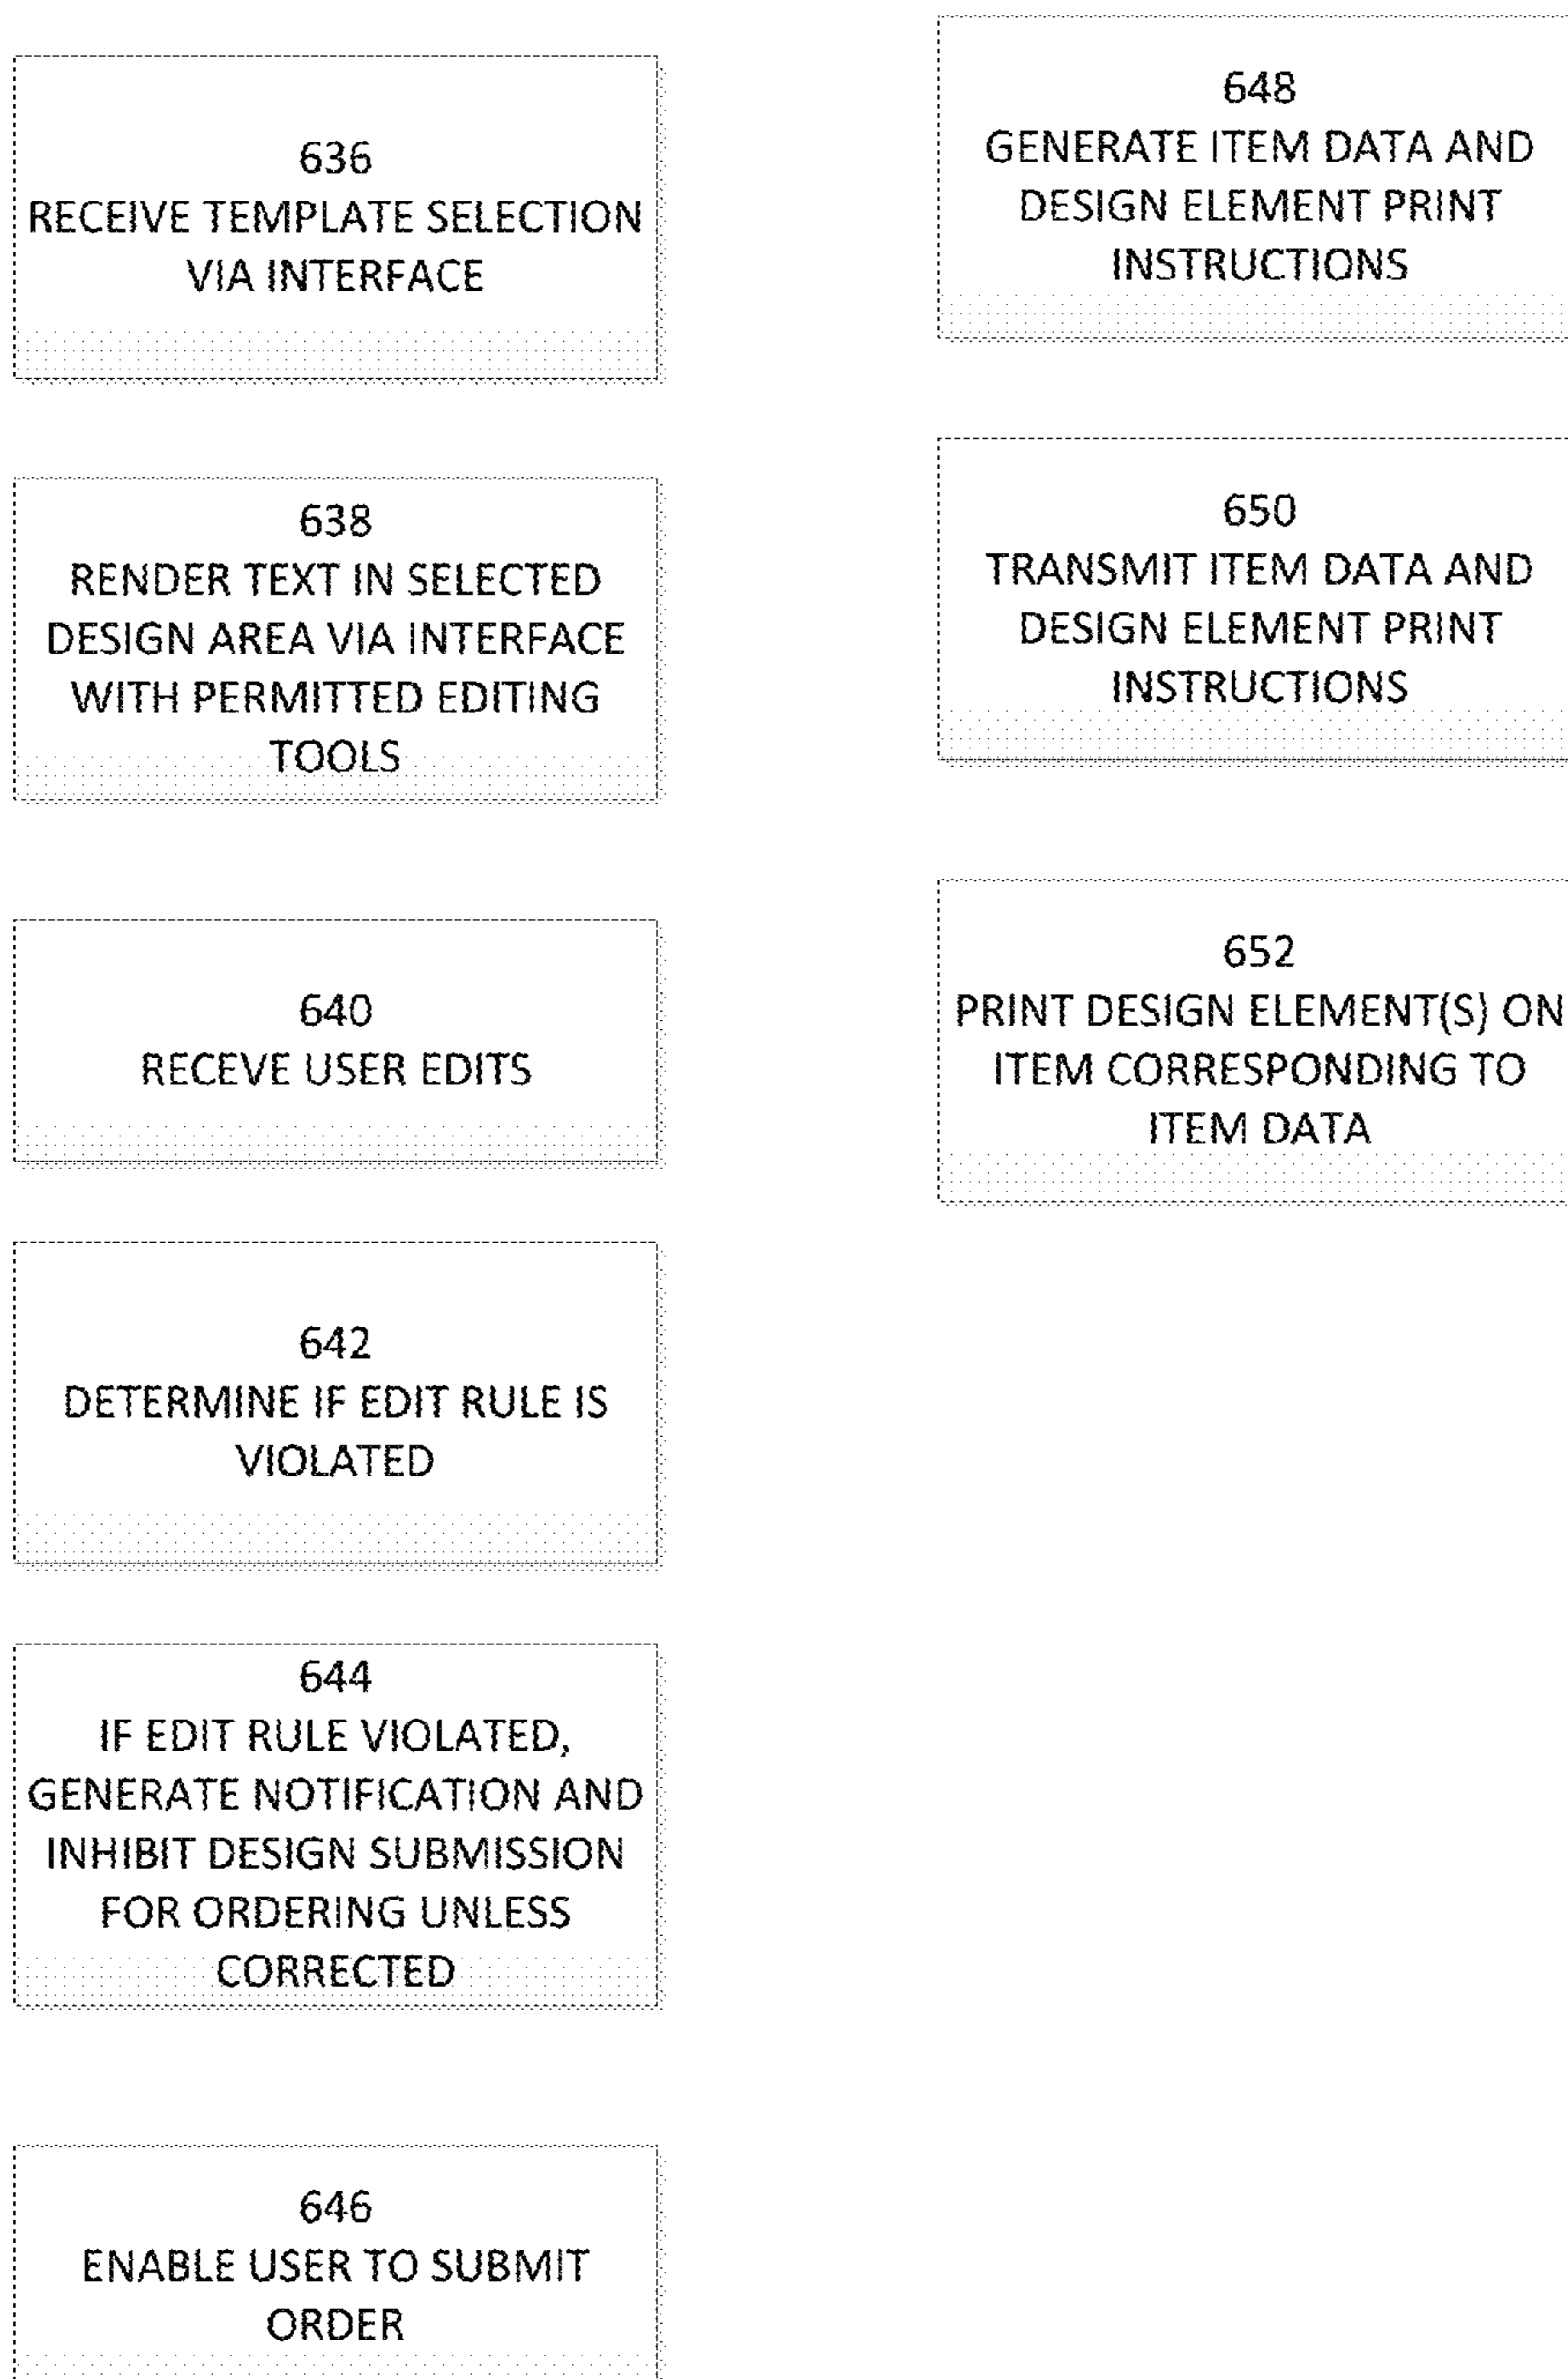 636
RECEIVE TEMPLATE SELECTION
VIA INTERFACE
638
RENDER TEXT IN SELECTED
DESIGN AREA VIA INTERFACE
WITH PERMITTED EDITING
TOOLS
640
RECEVE USER EDITS
642
DETERMINE IF EDIT RULE IS
VIOLATED
644
IF EDIT RULE VIOLATED,
GENERATE NOTIFICATION AND
INHIBIT DESIGN SUBMISSION
FOR ORDERING UNLESS
CORRECTED
646
ENABLE USER TO SUBMIT
ORDER
648
GENERATE ITEM DATA AND
DESIGN ELEMENT PRINT
INSTRUCTIONS
650
TRANSMIT ITEM DATA AND
DESIGN ELEMENT PRINT
INSTRUCTIONS
652
PRINT DESIGN ELEMENT(S) ON
ITEM CORRESPONDING TO
ITEM DATA